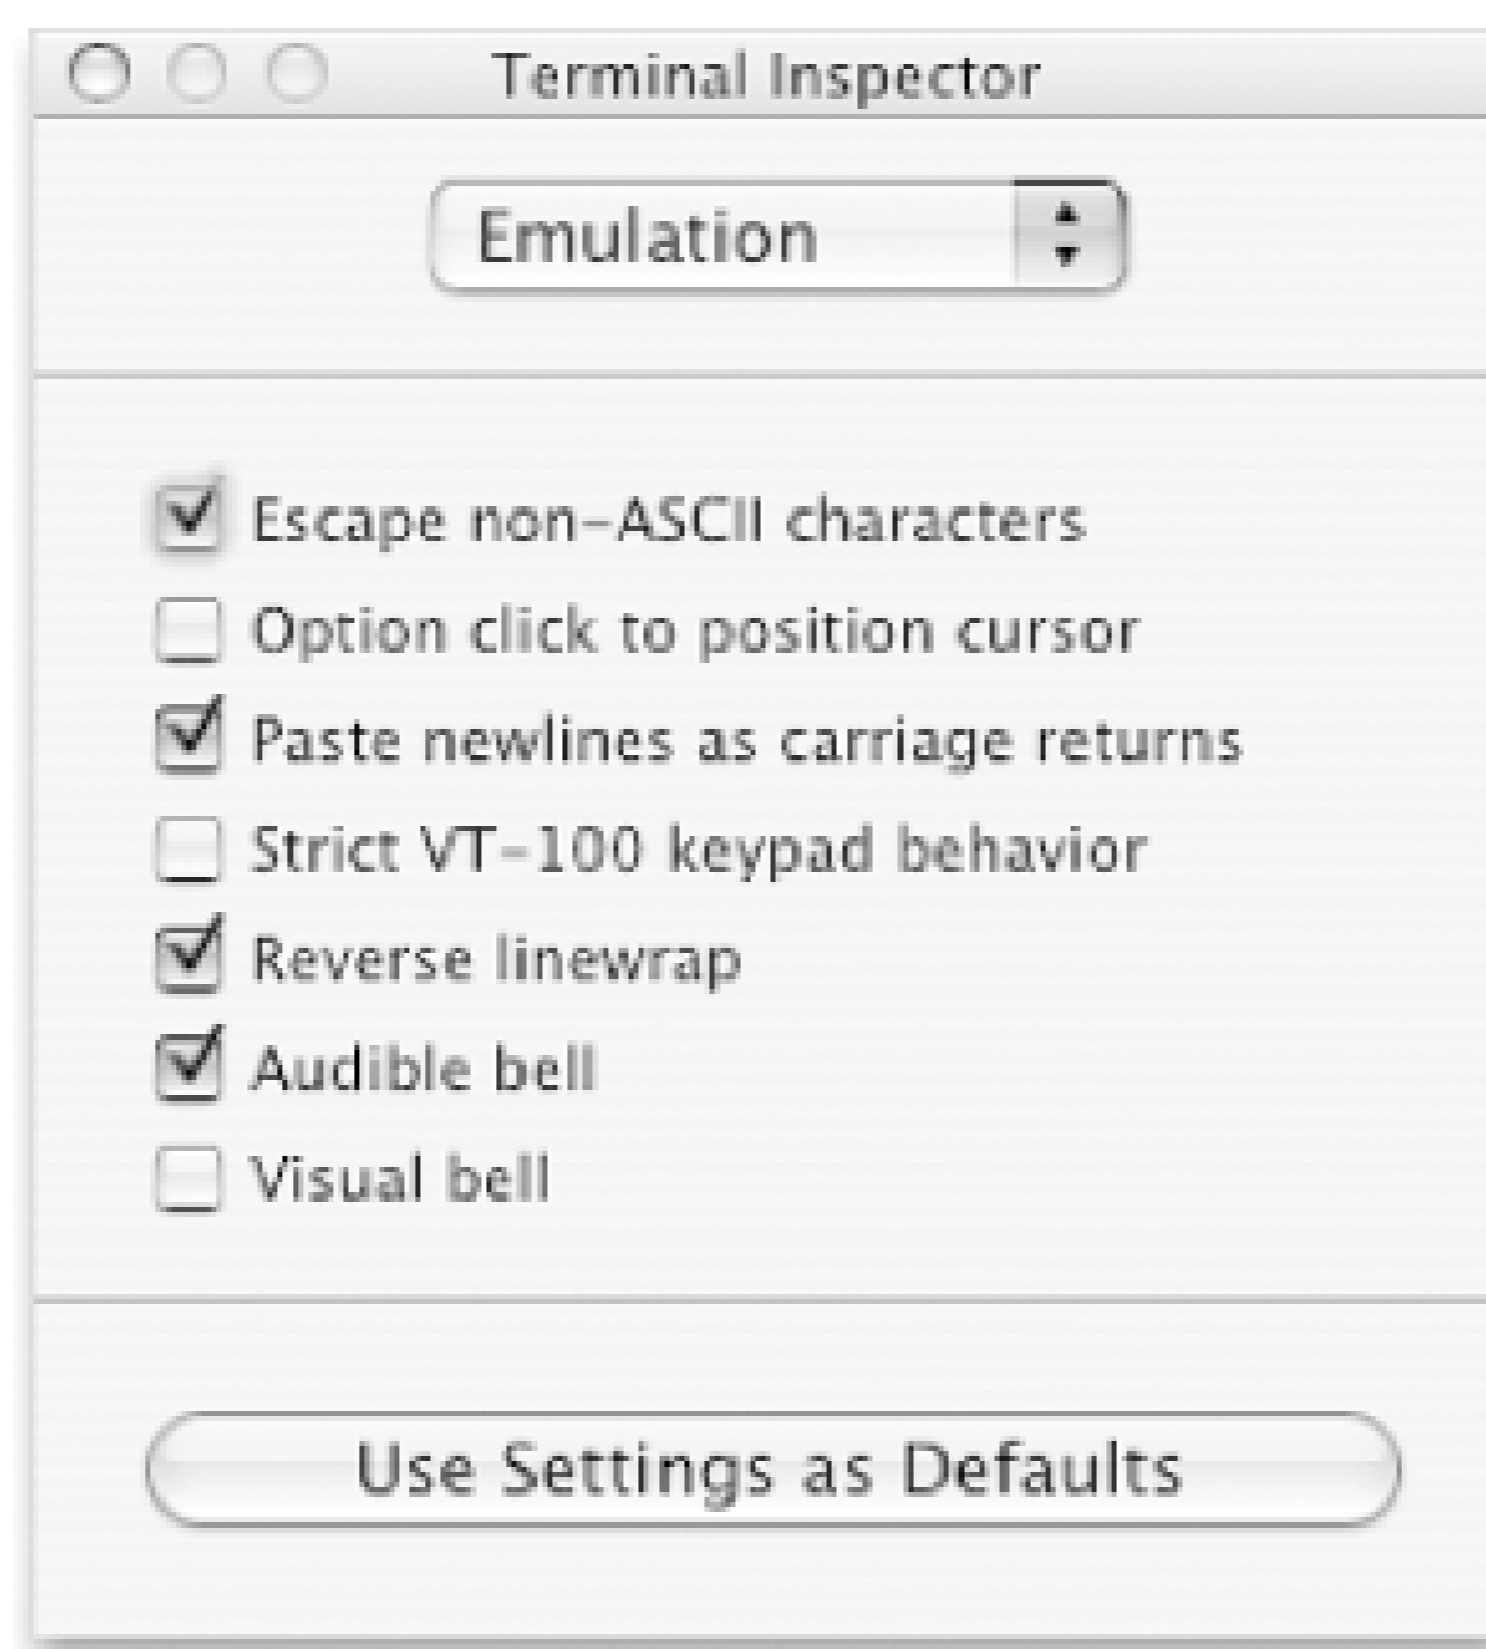 Terminal Inspector
Emulation
Escape non-ASCII characters
Option click to position cursor
Paste newlines as carriage returns
Strict VT-100 keypad behavior
Reverse linewrap
Audible bell
Visual bell
Use Settings as Defaults